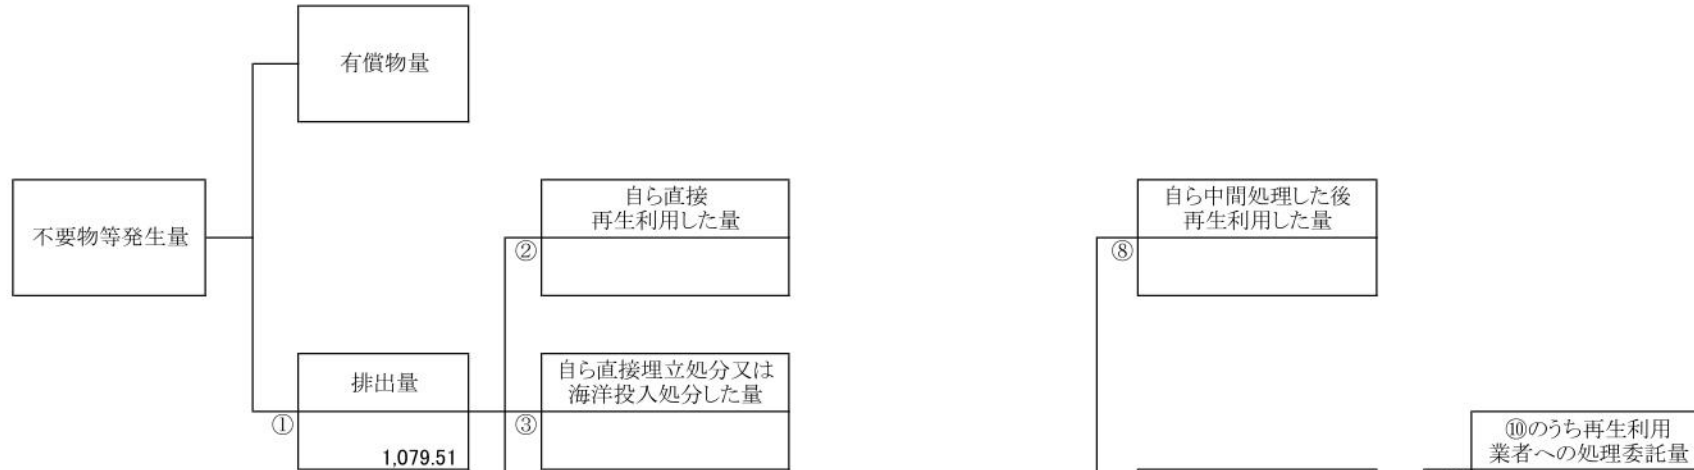 有償物量
不要物等発生量
自ら直接
再生利用した量
②
自ら中間処理した後
再生利用した量
⑧
排出量
①
1,079.51
自ら直接埋立処分又は
海洋投入処分した量
③
⑩のうち再生利用
業者への処理委託量